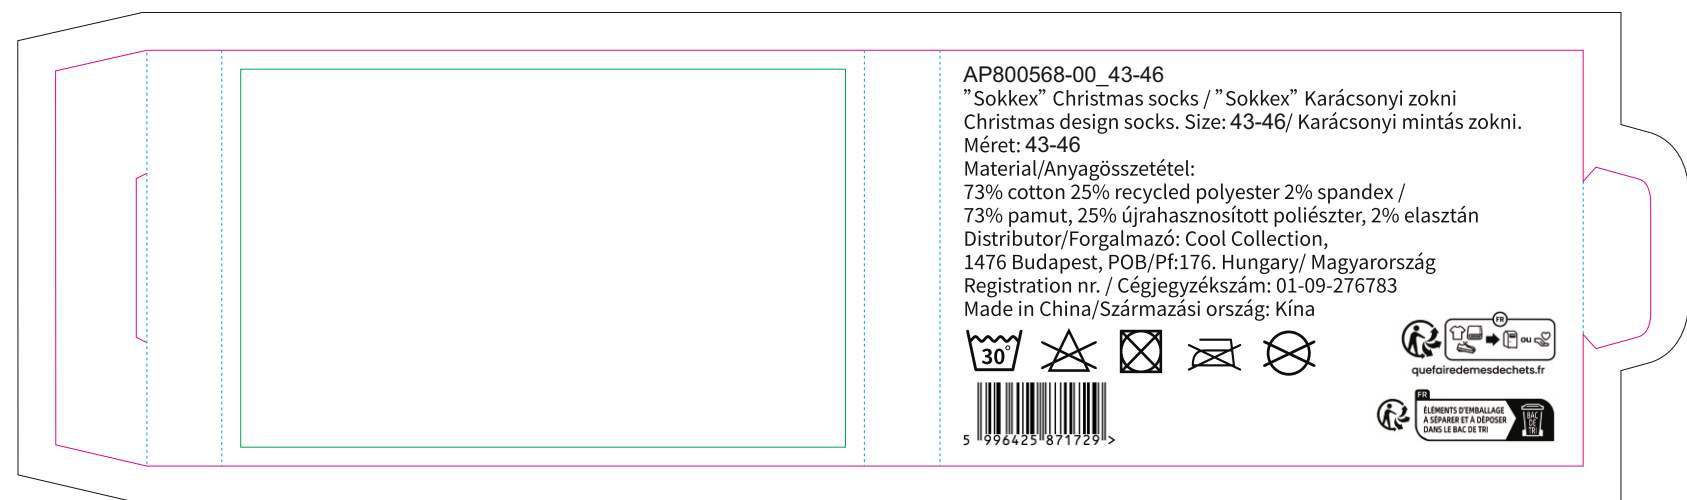 AP800568-00_43-46
”Sokkex” Christmas socks / ”Sokkex” Karácsonyi zokni
Christmas design socks. Size: 43-46/ Karácsonyi mintás zokni.
Méret: 43-46
Material/Anyagösszetétel:
73% cotton 25% recycled polyester 2% spandex /
73% pamut, 25% újrahasznosított poliészter, 2% elasztán
Distributor/Forgalmazó: Cool Collection,
1476 Budapest, POB/Pf:176. Hungary/ Magyarország
Registration nr. / Cégjegyzékszám: 01-09-276783
Made in China/Származási ország: Kína
30°
FR
ou
quefairedemesdechets.fr
5 996425 871729 >
FR
ÉLÉMENTS D'EMBALLAGE
À SÉPARER ET À DÉPOSER
DANS LE BAC DE TRI
BAC
DE
TRI